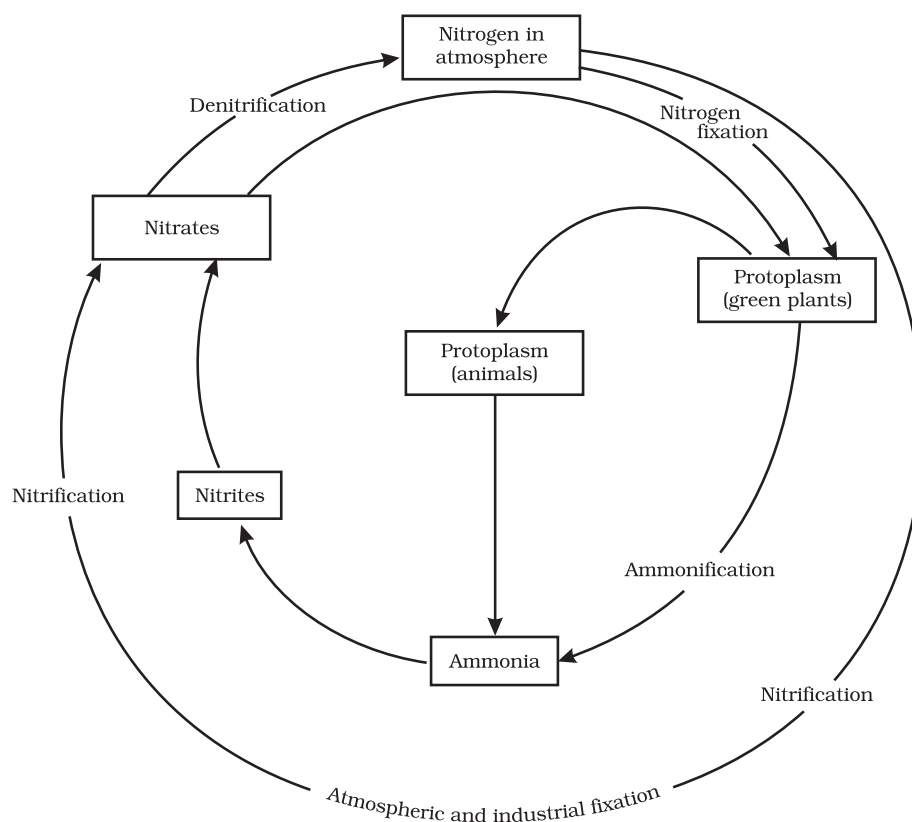 Nitrogen in
atmosphere
Denitrification
Nitrogen
fixation
Nitrates
Protoplasm
(green plants)
Protoplasm
(animals)
Nitrification
Nitrites
Ammonification
Ammonia
Nitrification
Atmospheric and industrial fixation